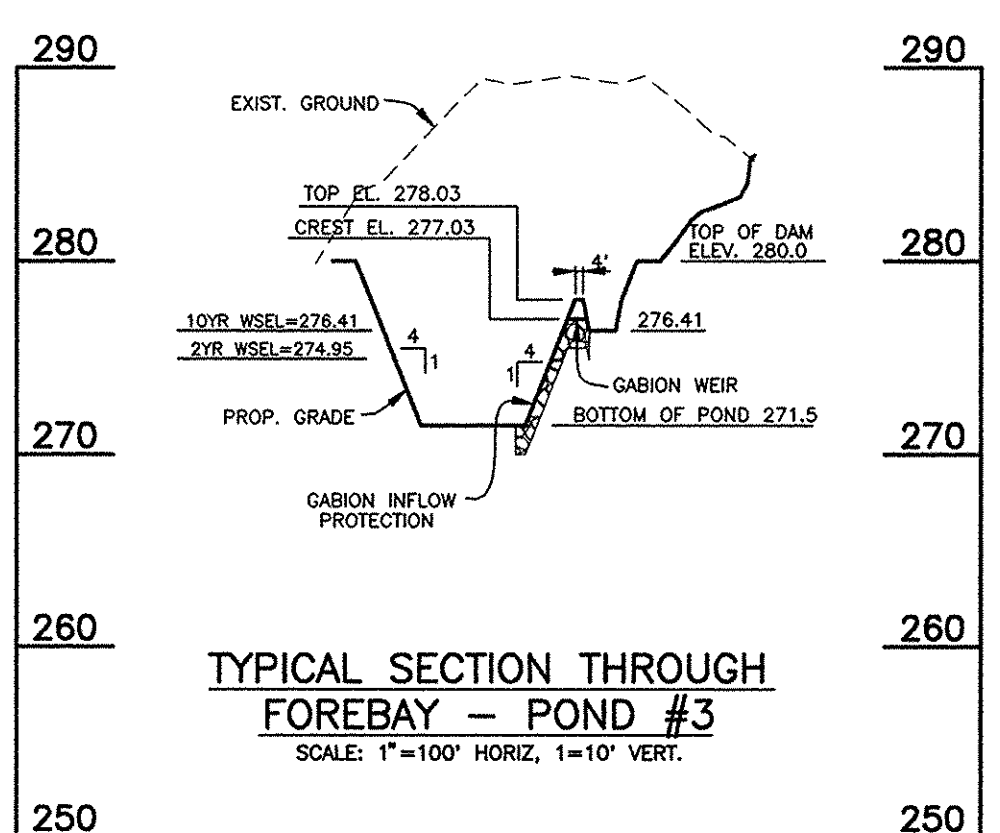 290
290
EXIST. GROUND
TOP EL. 278.03
CREST EL. 277.03
TOP OF DAM
ELEV. 280.0
280
280
4'
10YR WSEL=276.41
276.41
2YR WSEL=274.95
4
1
4
1
GABION WEIR
PROP. GRADE
BOTTOM OF POND 271.5
270
270
GABION INFLOW
PROTECTION
260
260
TYPICAL SECTION THROUGH
FOREBAY – POND #3
SCALE: 1"=100' HORIZ, 1=10' VERT.
250
250